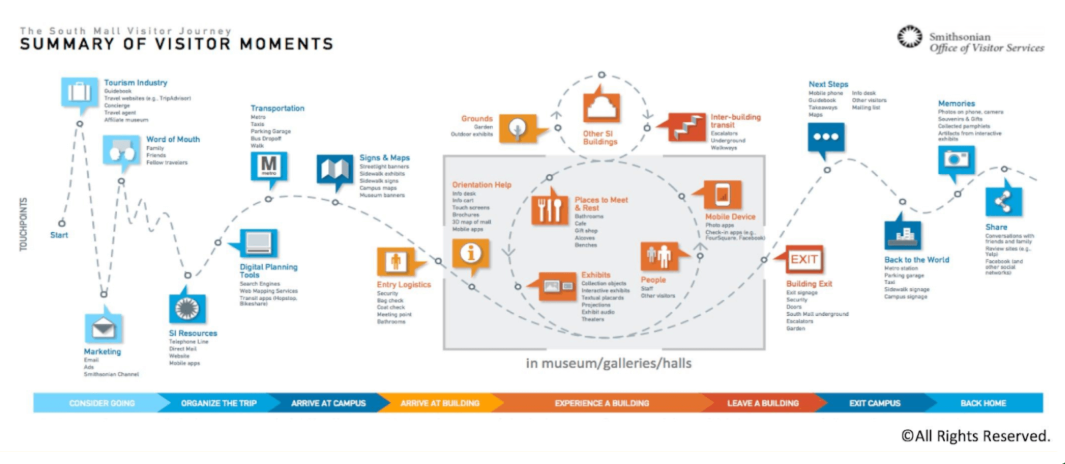 The South Mall Visitor Journey
SUMMARY OF VISITOR MOMENTS
Smithsonian
Office of Visitor Services
TOUCHPOINTS
Start
Tourism Industry
Guidebook
Travel websites (e.g., TripAdvisor)
Concierge
Travel agent
Affiliate museum
Word of Mouth
Family
Friends
Fellow travelers
Marketing
Email
Ads
Smithsonian Channel
SI Resources
Telephone Line
Direct Mail
Website
Mobile apps
Digital Planning
Tools
Search Engines
Web Mapping Services
Transit apps (Hopstop,
Bikeshare)
Transportation
Metro
Taxis
Parking Garage
Bus Dropoff
Walk
M
metro
Signs & Maps
Streetlight banners
Sidewalk exhibits
Sidewalk signs
Campus maps
Museum banners
Entry Logistics
Security
Bag check
Coat check
Meeting point
Bathrooms
Orientation Help
Info desk
Info cart
Touch screens
Brochures
3D map of mall
Mobile apps
Grounds
Garden
Outdoor exhibits
Other SI
Buildings
Inter-building
transit
Escalators
Underground
Walkways
Places to Meet
& Rest
Bathrooms
Cafe
Gift shop
Alcoves
Benches
Mobile Device
Photo apps
Check-in apps (e.g.,
FourSquare, Facebook)
Exhibits
Collection objects
Interactive exhibits
Textual placards
Projections
Exhibit audio
Theaters
People
Staff
Other visitors
in museum/galleries/halls
EXIT
Building Exit
Exit signage
Security
Doors
South Mall underground
Escalators
Garden
Next Steps
Mobile phone
Guidebook
Takeaways
Maps
Info desk
Other visitors
Mailing list
Back to the World
Metro station
Parking garage
Taxi
Sidewalk signage
Campus signage
Memories
Photos on phone, camera
Souvenirs & Gifts
Collected pamphlets
Artifacts from interactive
exhibits
Share
Conversations with
friends and family
Review sites (e.g.,
Yelp)
Facebook (and
other social
networks)
CONSIDER GOING
ORGANIZE THE TRIP
ARRIVE AT CAMPUS
ARRIVE AT BUILDING
EXPERIENCE A BUILDING
LEAVE A BUILDING
EXIT CAMPUS
BACK HOME
©All Rights Reserved.